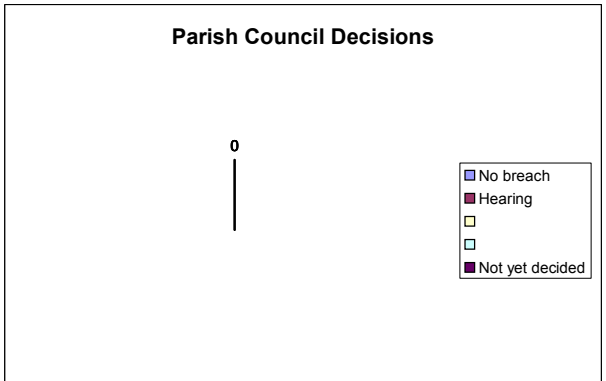 Parish Council Decisions
0
No breach
Hearing
Not yet decided